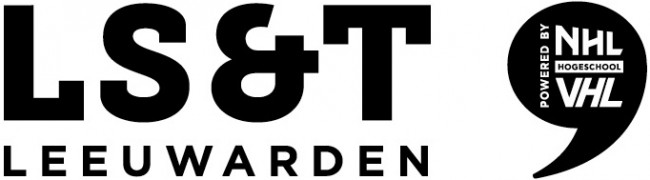 LS&T
LEEUWARDEN
POWERED BY
NHL
HOGESCHOOL
VHL